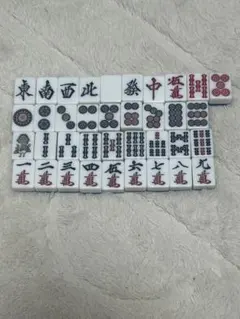 東 南 西 北 發 中 伍萬
一萬 二萬 三萬 四萬 伍萬 六萬 七萬 八萬 九萬